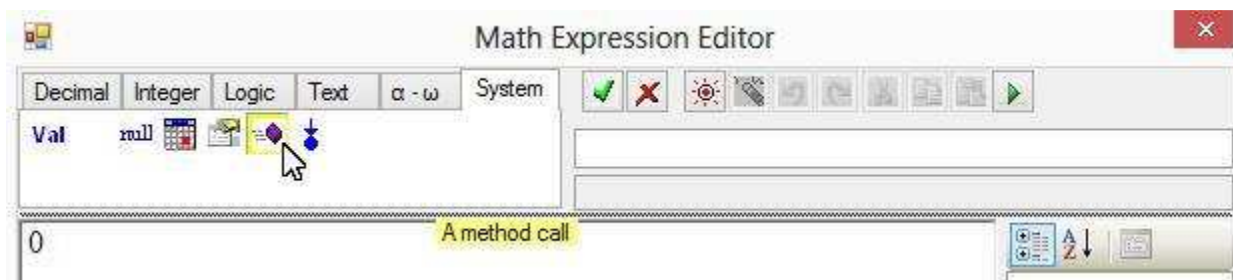 Math Expression Editor
Decimal Integer Logic Text α - ω System
Val null
A method call
0
A Z